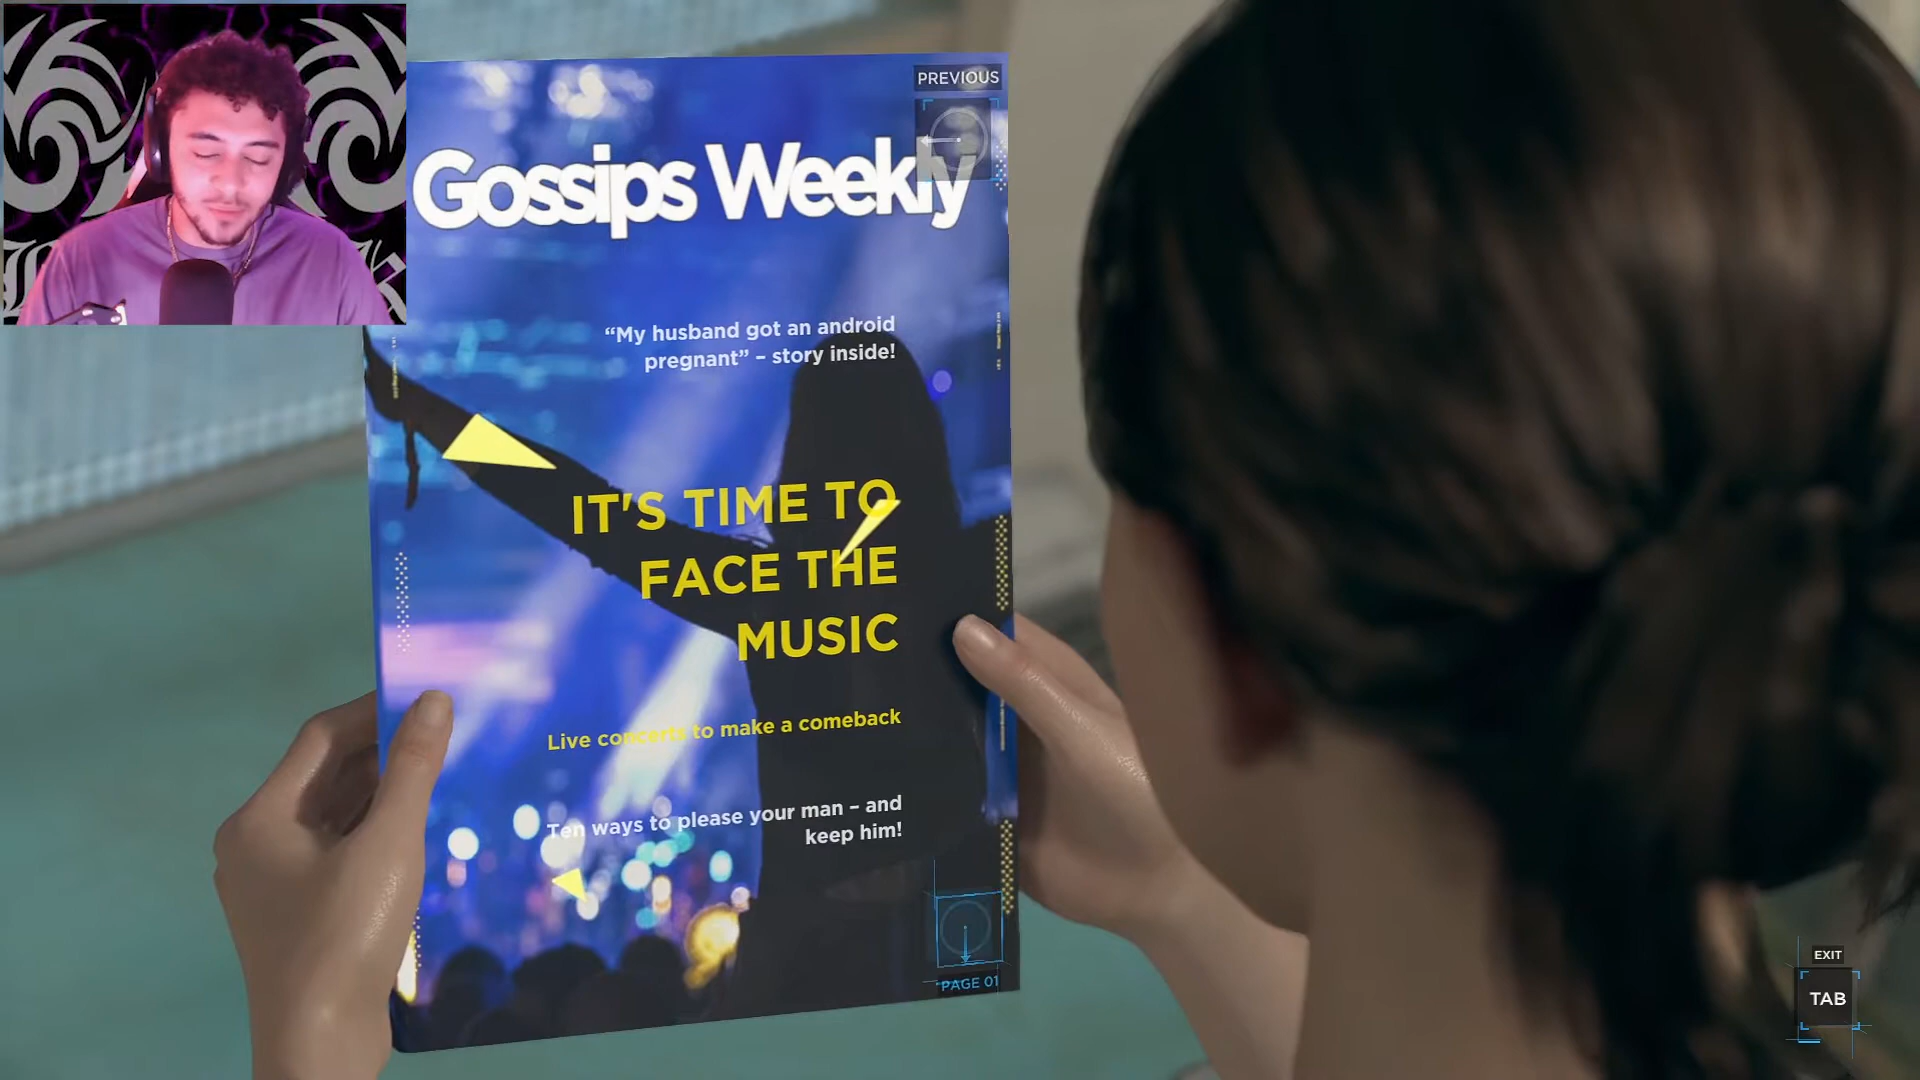 PREVIOUS
Gossips Weekly
“My husband got an android
pregnant” – story inside!
IT'S TIME TO
FACE THE
MUSIC
Live concerts to make a comeback
Ten ways to please your man – and
keep him!
PAGE 01
EXIT
TAB